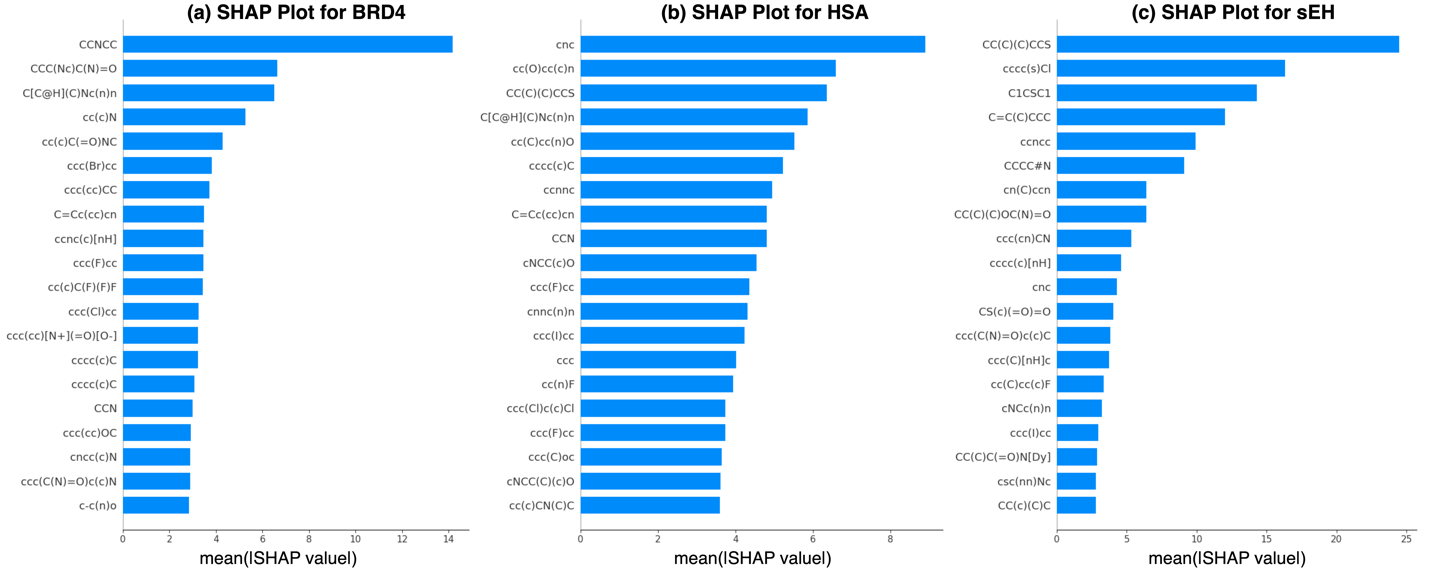 (a) SHAP Plot for BRD4
CCNCC
CCC(Nc)C(N)=O
C[C@H](C)Nc(n)n
cc(c)N
cc(c)C(=O)NC
ccc(Br)cc
ccc(cc)CC
C=Cc(cc)cn
ccnc(c)[nH]
ccc(F)cc
cc(c)C(F)(F)F
ccc(Cl)cc
ccc(cc)[N+](=O)[O-]
cccc(c)C
cccc(c)C
CCN
ccc(cc)OC
cncc(c)N
ccc(C(N)=O)c(c)N
c-c(n)o
0 2 4 6 8 10 12 14
mean(|SHAP value|)
(b) SHAP Plot for HSA
cnc
cc(O)cc(c)n
CC(C)(C)CCS
C[C@H](C)Nc(n)n
cc(C)cc(n)O
cccc(c)C
ccnnc
C=Cc(cc)cn
CCN
cNCC(c)O
ccc(F)cc
cnnc(n)n
ccc(I)cc
ccc
cc(n)F
ccc(Cl)c(c)Cl
ccc(F)cc
ccc(C)oc
cNCC(C)(c)O
cc(c)CN(C)C
0 2 4 6 8
mean(|SHAP value|)
(c) SHAP Plot for sEH
CC(C)(C)CCS
cccc(s)Cl
C1CSC1
C=C(C)CCC
ccncc
CCCC#N
cn(C)ccn
CC(C)(C)OC(N)=O
ccc(cn)CN
cccc(c)[nH]
cnc
CS(c)(=O)=O
ccc(C(N)=O)c(c)C
ccc(C)[nH]c
cc(C)cc(c)F
cNCc(n)n
ccc(I)cc
CC(C)C(=O)N[Dy]
csc(nn)Nc
CC(c)(C)C
0 5 10 15 20 25
mean(|SHAP value|)